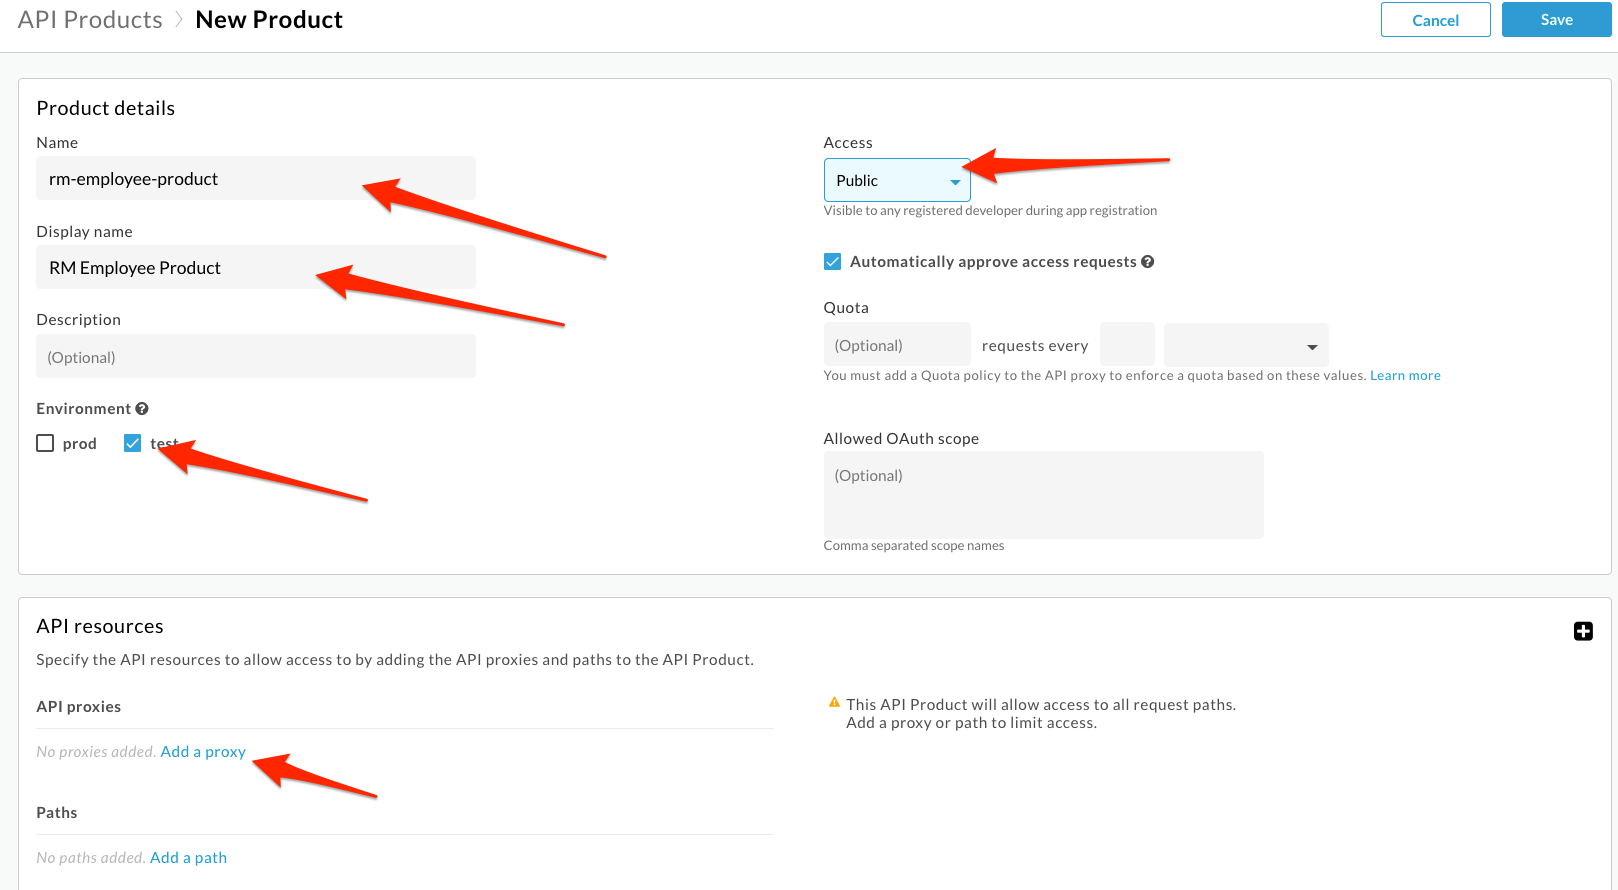 API Products > New Product
Cancel
Save
Product details
Name
rm-employee-product
Display name
RM Employee Product
Description
(Optional)
Environment ?
prod
test
Access
Public
Visible to any registered developer during app registration
Automatically approve access requests ?
Quota
(Optional)
requests every
You must add a Quota policy to the API proxy to enforce a quota based on these values. Learn more
Allowed OAuth scope
(Optional)
Comma separated scope names
API resources
Specify the API resources to allow access to by adding the API proxies and paths to the API Product.
API proxies
No proxies added. Add a proxy
Paths
No paths added. Add a path
This API Product will allow access to all request paths.
Add a proxy or path to limit access.